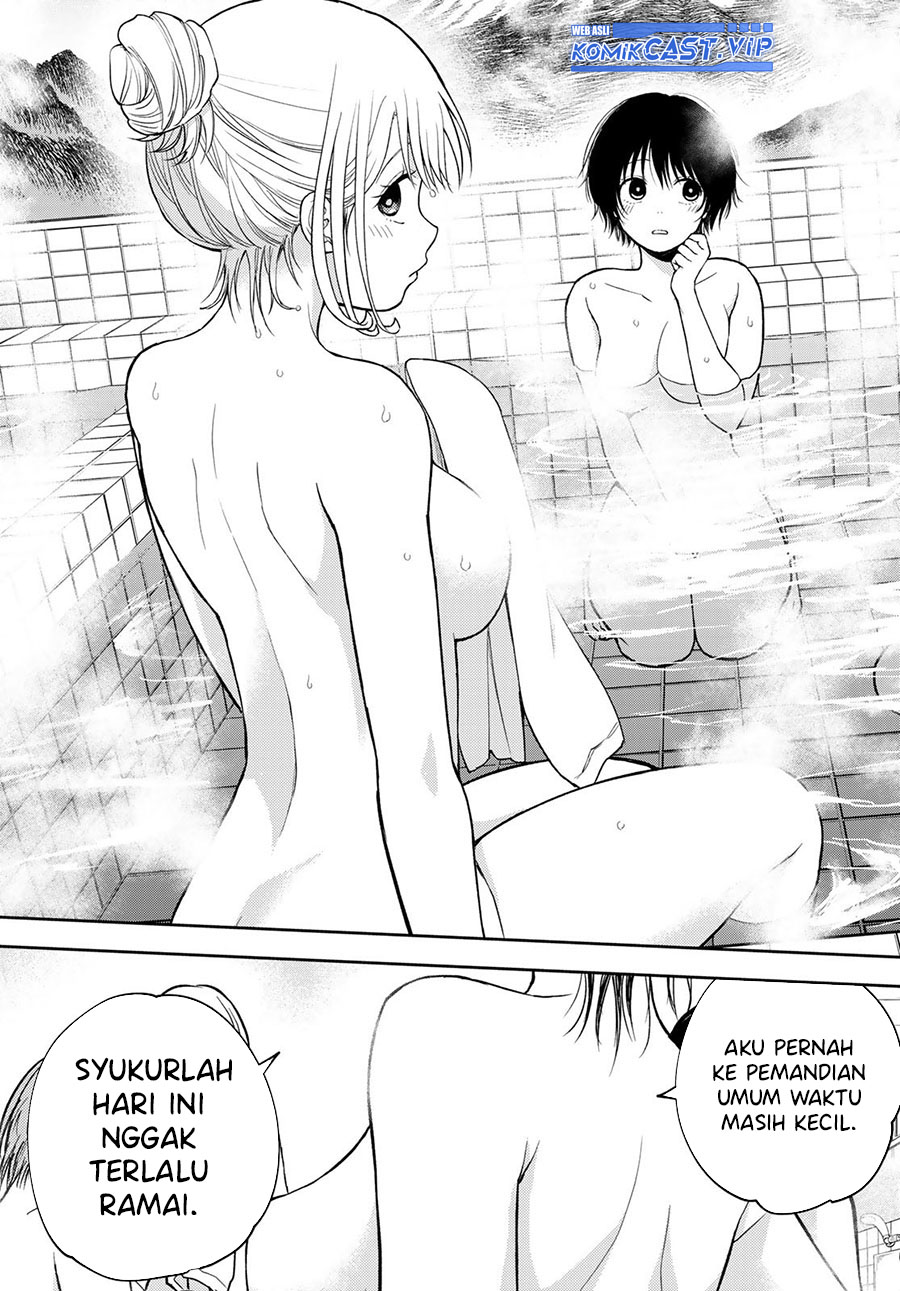 WEB ASLI
KOMIKCAST.VIP
AKU PERNAH
KE PEMANDIAN
UMUM WAKTU
MASIH KECIL.
SYUKURLAH
HARI INI
NGGAK
TERLALU
RAMAI.